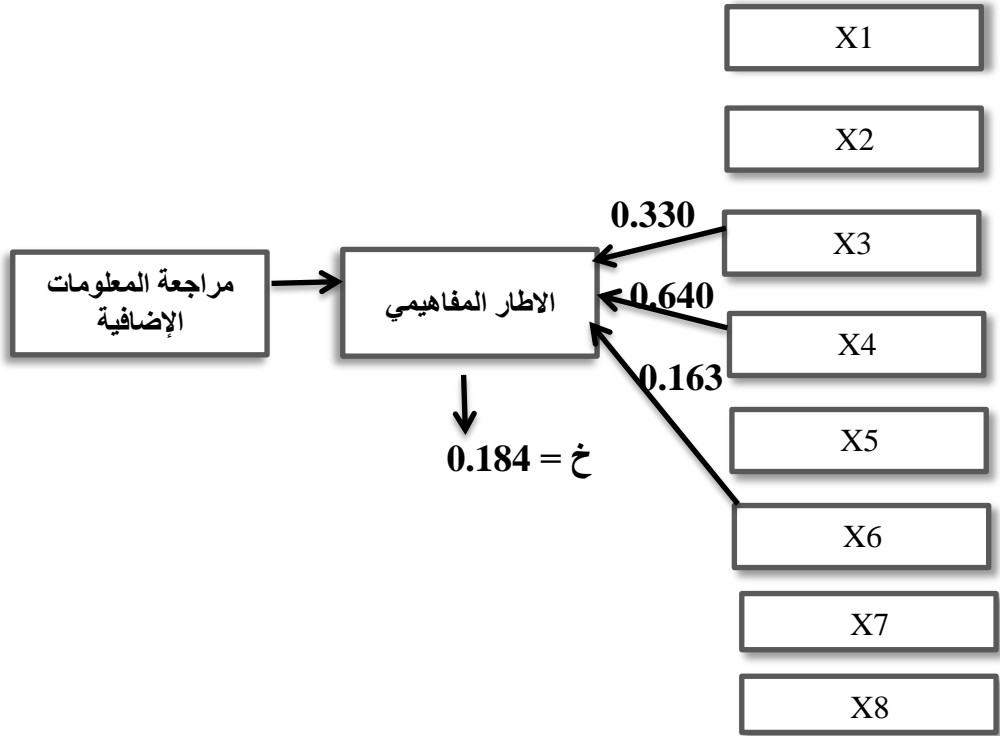 X1
X2
0.330
X3
مراجعة المعلومات
الإضافية
الاطار المفاهيمي
0.640
X4
0.163
X5
خ = 0.184
X6
X7
X8